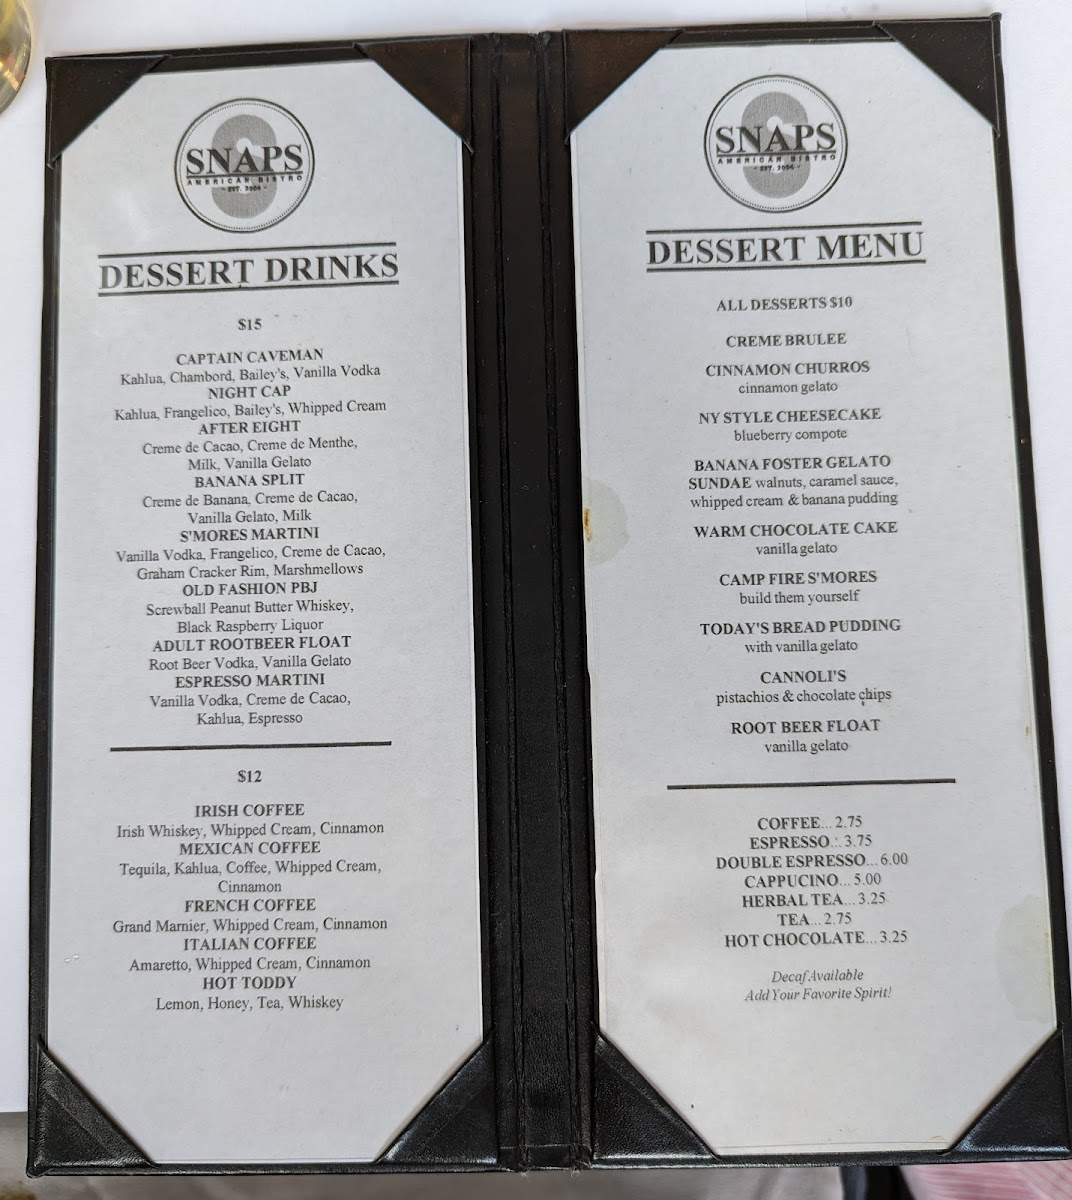 SNAPS
AMERICAN BISTRO
- EST. 2004 -
DESSERT DRINKS
$15
CAPTAIN CAVEMAN
Kahlua, Chambord, Bailey's, Vanilla Vodka
NIGHT CAP
Kahlua, Frangelico, Bailey's, Whipped Cream
AFTER EIGHT
Creme de Cacao, Creme de Menthe,
Milk, Vanilla Gelato
BANANA SPLIT
Creme de Banana, Creme de Cacao,
Vanilla Gelato, Milk
S'MORES MARTINI
Vanilla Vodka, Frangelico, Creme de Cacao,
Graham Cracker Rim, Marshmellows
OLD FASHION PBJ
Screwball Peanut Butter Whiskey,
Black Raspberry Liquor
ADULT ROOTBEER FLOAT
Root Beer Vodka, Vanilla Gelato
ESPRESSO MARTINI
Vanilla Vodka, Creme de Cacao,
Kahlua, Espresso
$12
IRISH COFFEE
Irish Whiskey, Whipped Cream, Cinnamon
MEXICAN COFFEE
Tequila, Kahlua, Coffee, Whipped Cream,
Cinnamon
FRENCH COFFEE
Grand Marnier, Whipped Cream, Cinnamon
ITALIAN COFFEE
Amaretto, Whipped Cream, Cinnamon
HOT TODDY
Lemon, Honey, Tea, Whiskey
SNAPS
AMERICAN BISTRO
- EST. 2004 -
DESSERT MENU
ALL DESSERTS $10
CREME BRULEE
CINNAMON CHURROS
cinnamon gelato
NY STYLE CHEESECAKE
blueberry compote
BANANA FOSTER GELATO
SUNDAE walnuts, caramel sauce,
whipped cream & banana pudding
WARM CHOCOLATE CAKE
vanilla gelato
CAMP FIRE S'MORES
build them yourself
TODAY'S BREAD PUDDING
with vanilla gelato
CANNOLI'S
pistachios & chocolate chips
ROOT BEER FLOAT
vanilla gelato
COFFEE... 2.75
ESPRESSO... 3.75
DOUBLE ESPRESSO... 6.00
CAPPUCINO... 5.00
HERBAL TEA... 3.25
TEA... 2.75
HOT CHOCOLATE... 3.25
Decaf Available
Add Your Favorite Spirit!